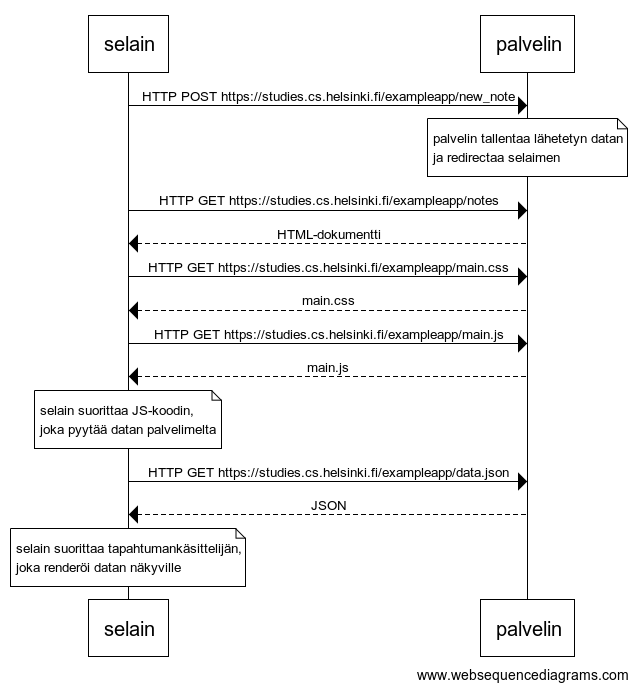 selain
palvelin
HTTP POST https://studies.cs.helsinki.fi/exampleapp/new_note
palvelin tallentaa lähetetyn datan
ja redirectaa selaimen
HTTP GET https://studies.cs.helsinki.fi/exampleapp/notes
HTML-dokumentti
HTTP GET https://studies.cs.helsinki.fi/exampleapp/main.css
main.css
HTTP GET https://studies.cs.helsinki.fi/exampleapp/main.js
main.js
selain suorittaa JS-koodin,
joka pyytää datan palvelimelta
HTTP GET https://studies.cs.helsinki.fi/exampleapp/data.json
JSON
selain suorittaa tapahtumankäsittelijän,
joka renderöi datan näkyville
selain
palvelin
www.websequencediagrams.com